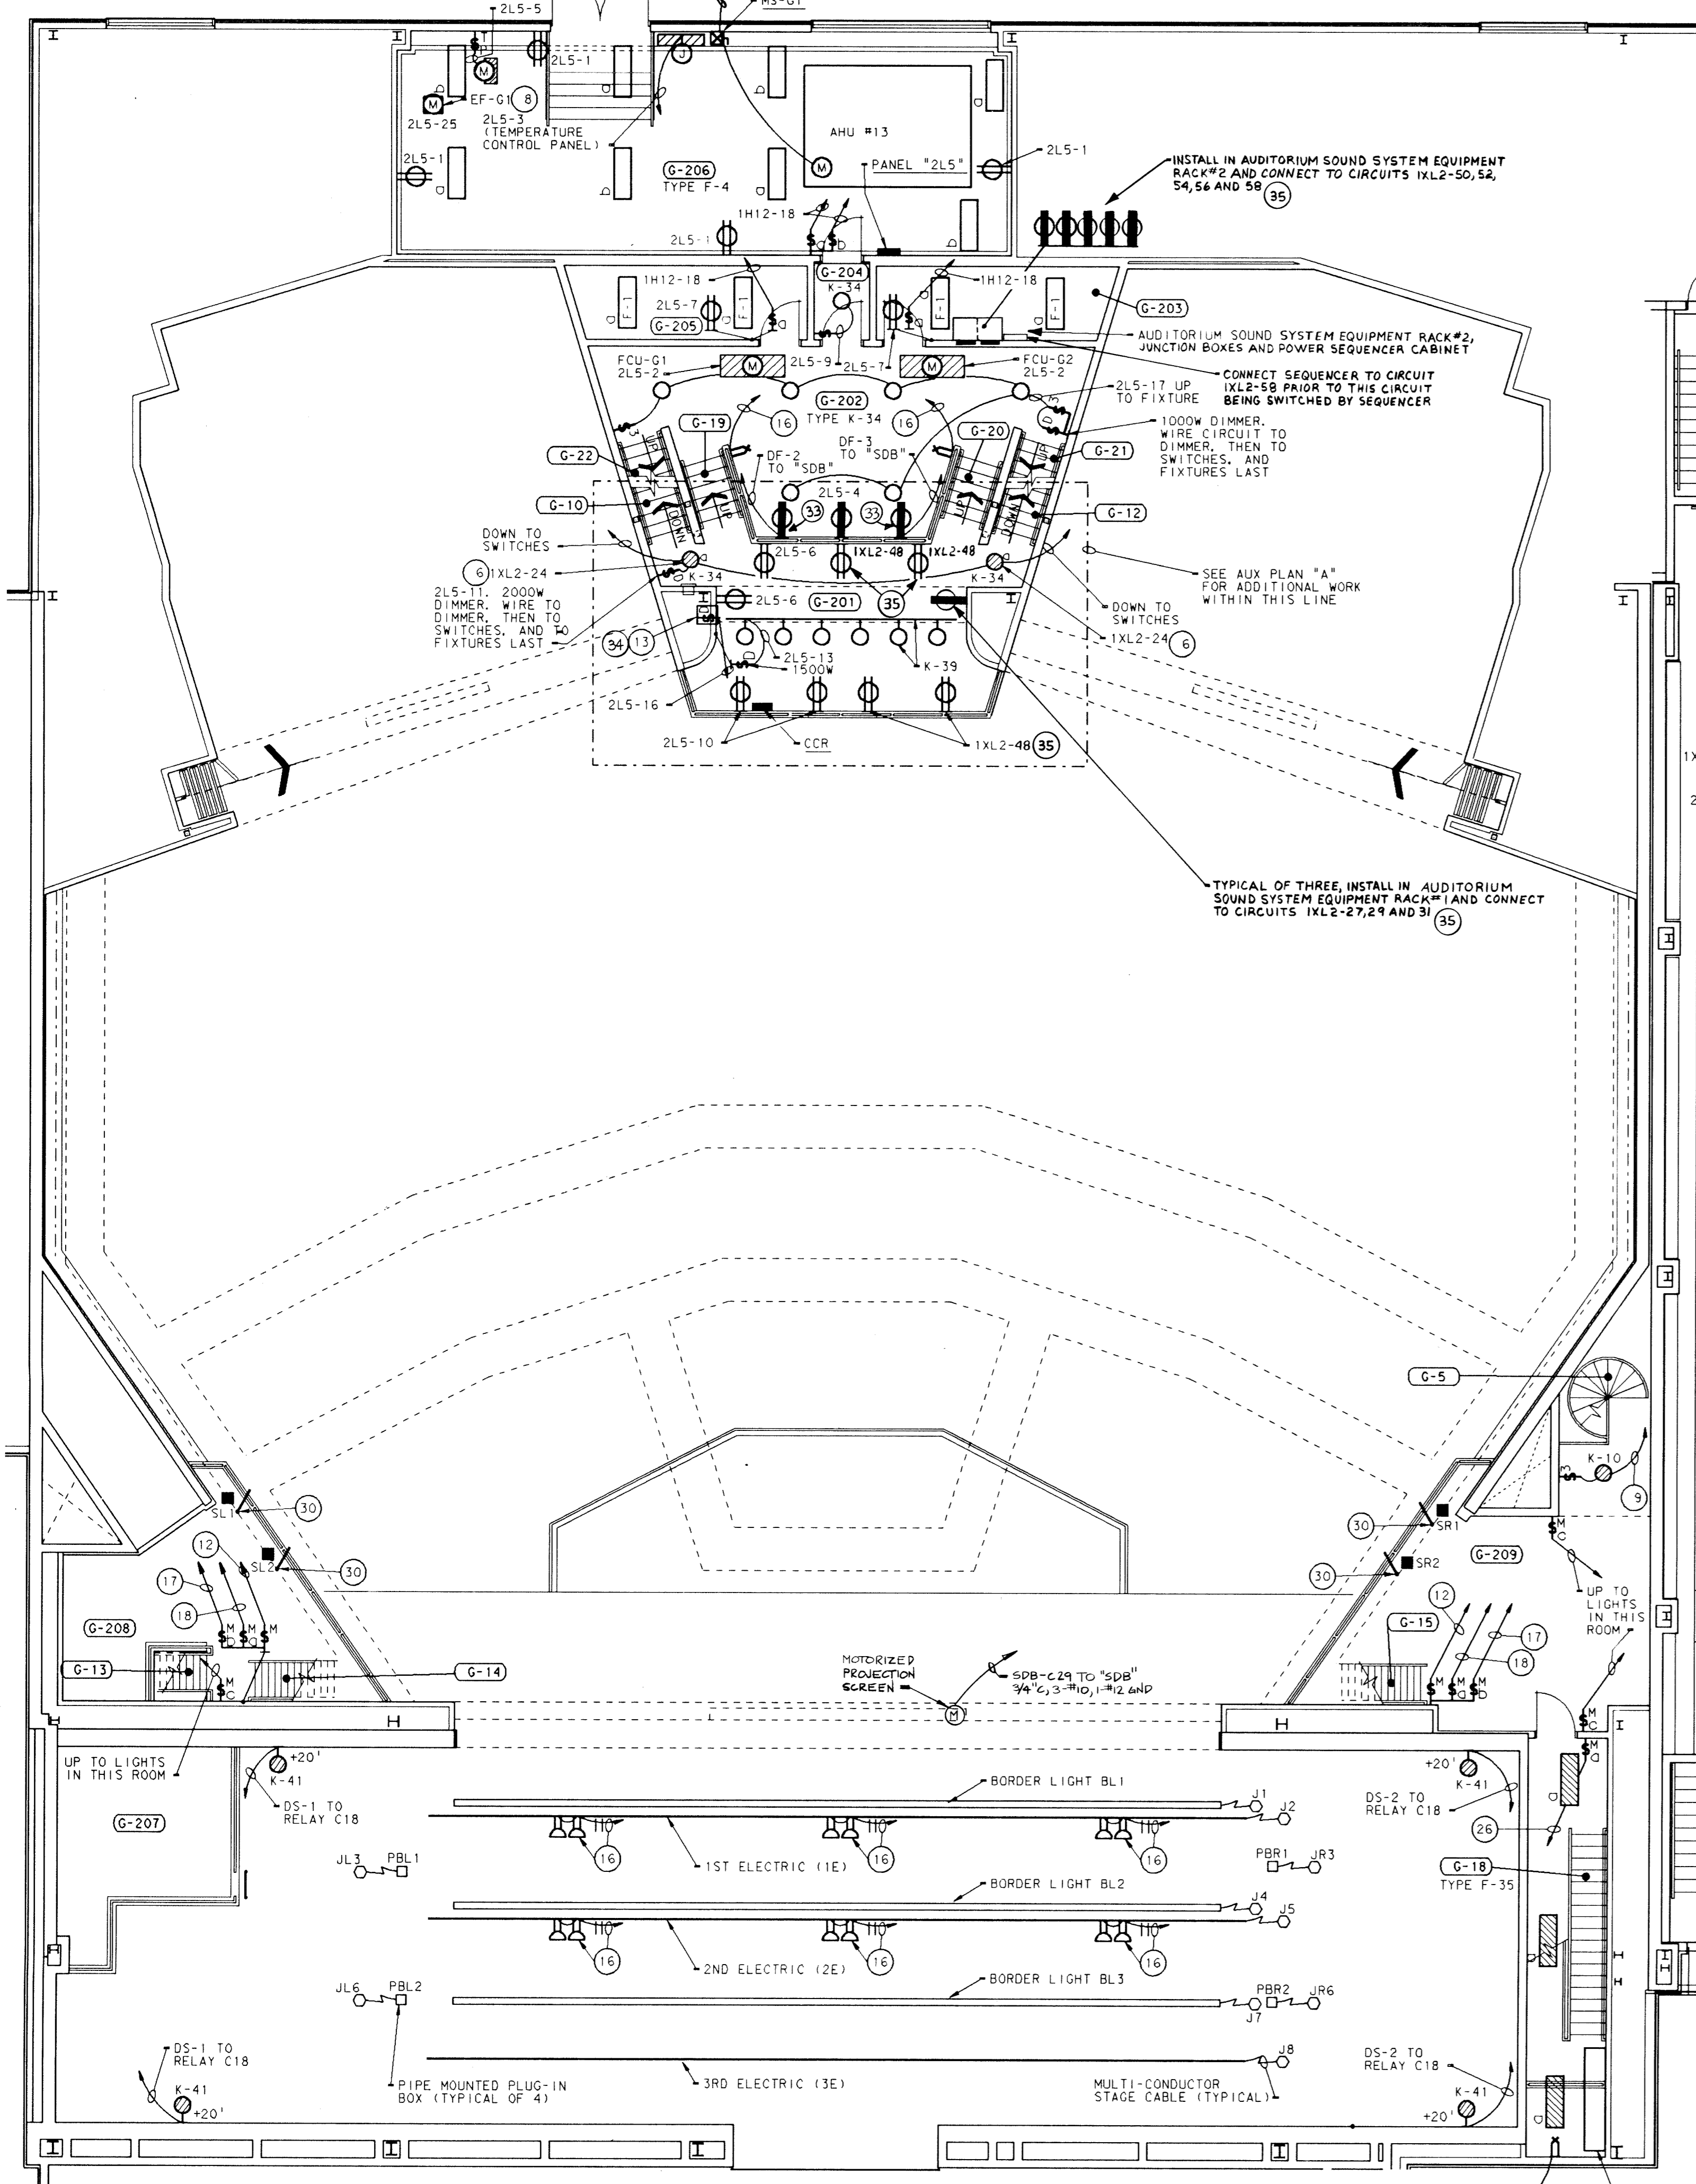 2L5-5
MS-G1
2L5-1
EF-G1 8
2L5-25
2L5-3
(TEMPERATURE
CONTROL PANEL)
AHU #13
2L5-1
PANEL "2L5"
2L5-1
G-206
TYPE F-4
1H12-18
2L5-1
INSTALL IN AUDITORIUM SOUND SYSTEM EQUIPMENT
RACK#2 AND CONNECT TO CIRCUITS 1XL2-50, 52,
54, 56 AND 58 35
1H12-18
G-204
K-34
1H12-18
2L5-7
G-205
F-1
F-1
F-1
F-1
G-203
AUDITORIUM SOUND SYSTEM EQUIPMENT RACK#2,
JUNCTION BOXES AND POWER SEQUENCER CABINET
FCU-G1
2L5-2
2L5-9
2L5-7
FCU-G2
2L5-2
CONNECT SEQUENCER TO CIRCUIT
1XL2-58 PRIOR TO THIS CIRCUIT
BEING SWITCHED BY SEQUENCER
2L5-17 UP
TO FIXTURE
G-202
TYPE K-34
16
16
G-19
G-20
1000W DIMMER.
WIRE CIRCUIT TO
DIMMER, THEN TO
SWITCHES, AND
FIXTURES LAST
G-22
UP
DF-2
TO "SDB"
DF-3
TO "SDB"
UP
G-21
2L5-4
G-10
DOWN
UP
33
33
UP
DOWN
G-12
DOWN TO
SWITCHES
2L5-6
1XL2-48
1XL2-48
6 1XL2-24
K-34
K-34
SEE AUX PLAN "A"
FOR ADDITIONAL WORK
WITHIN THIS LINE
2L5-11. 2000W
DIMMER. WIRE TO
DIMMER, THEN TO
SWITCHES, AND TO
FIXTURES LAST
2L5-6
G-201
35
DOWN TO
SWITCHES
34 13
1XL2-24 6
2L5-13
1500W
K-39
2L5-16
2L5-10
CCR
1XL2-48 35
TYPICAL OF THREE, INSTALL IN AUDITORIUM
SOUND SYSTEM EQUIPMENT RACK#1 AND CONNECT
TO CIRCUITS 1XL2-27, 29 AND 31 35
G-5
K-10
9
SL1
30
30
SR1
12
SL2
30
30
SR2
G-209
17
18
12
UP TO
LIGHTS
IN THIS
ROOM
G-208
G-15
17
18
G-13
G-14
MOTORIZED
PROJECTION
SCREEN
SDB-C29 TO "SDB"
3/4"C, 3-#10, 1-#12 GND
UP TO LIGHTS
IN THIS ROOM
+20'
K-41
+20'
K-41
DS-1 TO
RELAY C18
BORDER LIGHT BL1
J1
J2
DS-2 TO
RELAY C18
G-207
26
16
16
16
JL3
PBL1
1ST ELECTRIC (1E)
PBR1
JR3
G-18
TYPE F-35
BORDER LIGHT BL2
J4
J5
16
16
16
2ND ELECTRIC (2E)
BORDER LIGHT BL3
JL6
PBL2
PBR2
JR6
J7
DS-1 TO
RELAY C18
J8
DS-2 TO
RELAY C18
K-41
+20'
PIPE MOUNTED PLUG-IN
BOX (TYPICAL OF 4)
3RD ELECTRIC (3E)
MULTI-CONDUCTOR
STAGE CABLE (TYPICAL)
K-41
+20'